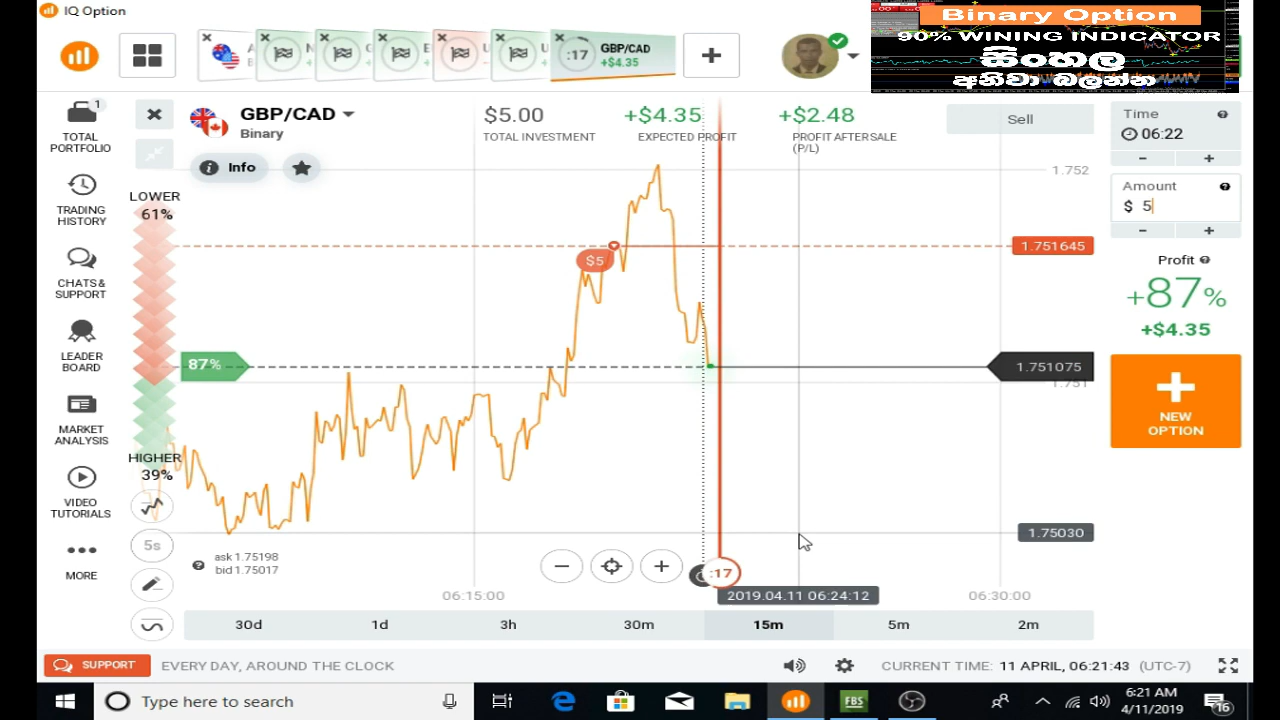 IQ Option
Binary Option
90% WINING INDICATOR
සිංහල
අනිවා බලන්න
:17
GBP/CAD
+$4.35
1
TOTAL
PORTFOLIO
TRADING
HISTORY
CHATS &
SUPPORT
LEADER
BOARD
MARKET
ANALYSIS
VIDEO
TUTORIALS
MORE
GBP/CAD
Binary
Info
$5.00
TOTAL INVESTMENT
+$4.35
EXPECTED PROFIT
+$2.48
PROFIT AFTER SALE
(P/L)
Sell
LOWER
61%
HIGHER
39%
5s
87%
$5
1.752
1.751645
1.751075
1.751
1.75030
ask 1.75198
bid 1.75017
:17
06:15:00
2019.04.11 06:24:12
06:30:00
30d
1d
3h
30m
15m
5m
2m
Time
06:22
- +
Amount
$ 5
- +
Profit
+87%
+$4.35
NEW
OPTION
SUPPORT
EVERY DAY, AROUND THE CLOCK
CURRENT TIME: 11 APRIL, 06:21:43 (UTC-7)
Type here to search
FBS
6:21 AM
4/11/2019
16